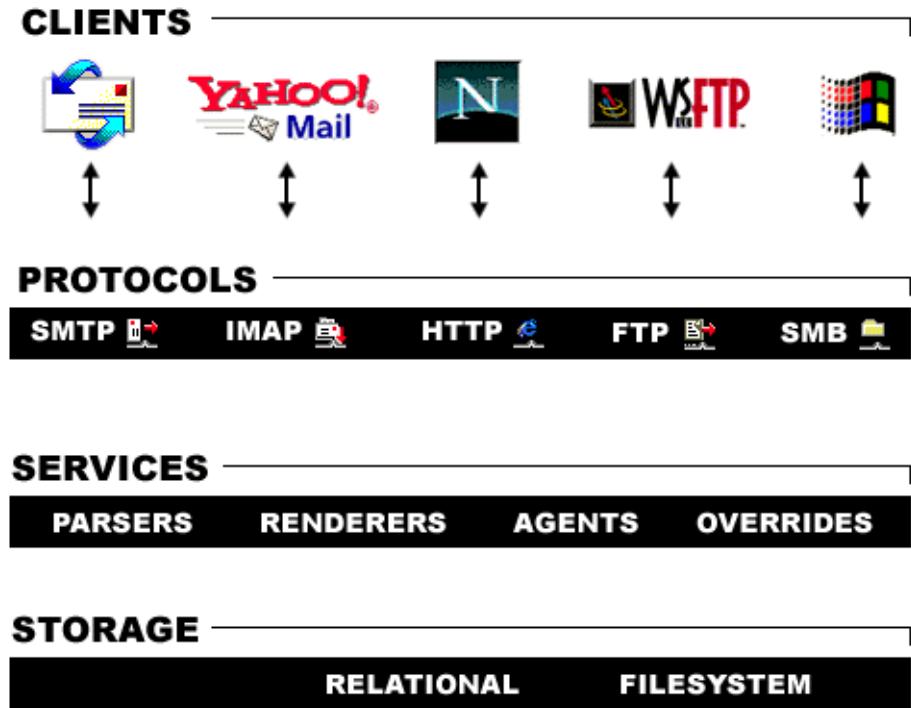 CLIENTS
YAHOO!® Mail N WS FTP
PROTOCOLS
SMTP IMAP HTTP FTP SMB
SERVICES
PARSERS RENDERERS AGENTS OVERRIDES
STORAGE
RELATIONAL FILESYSTEM